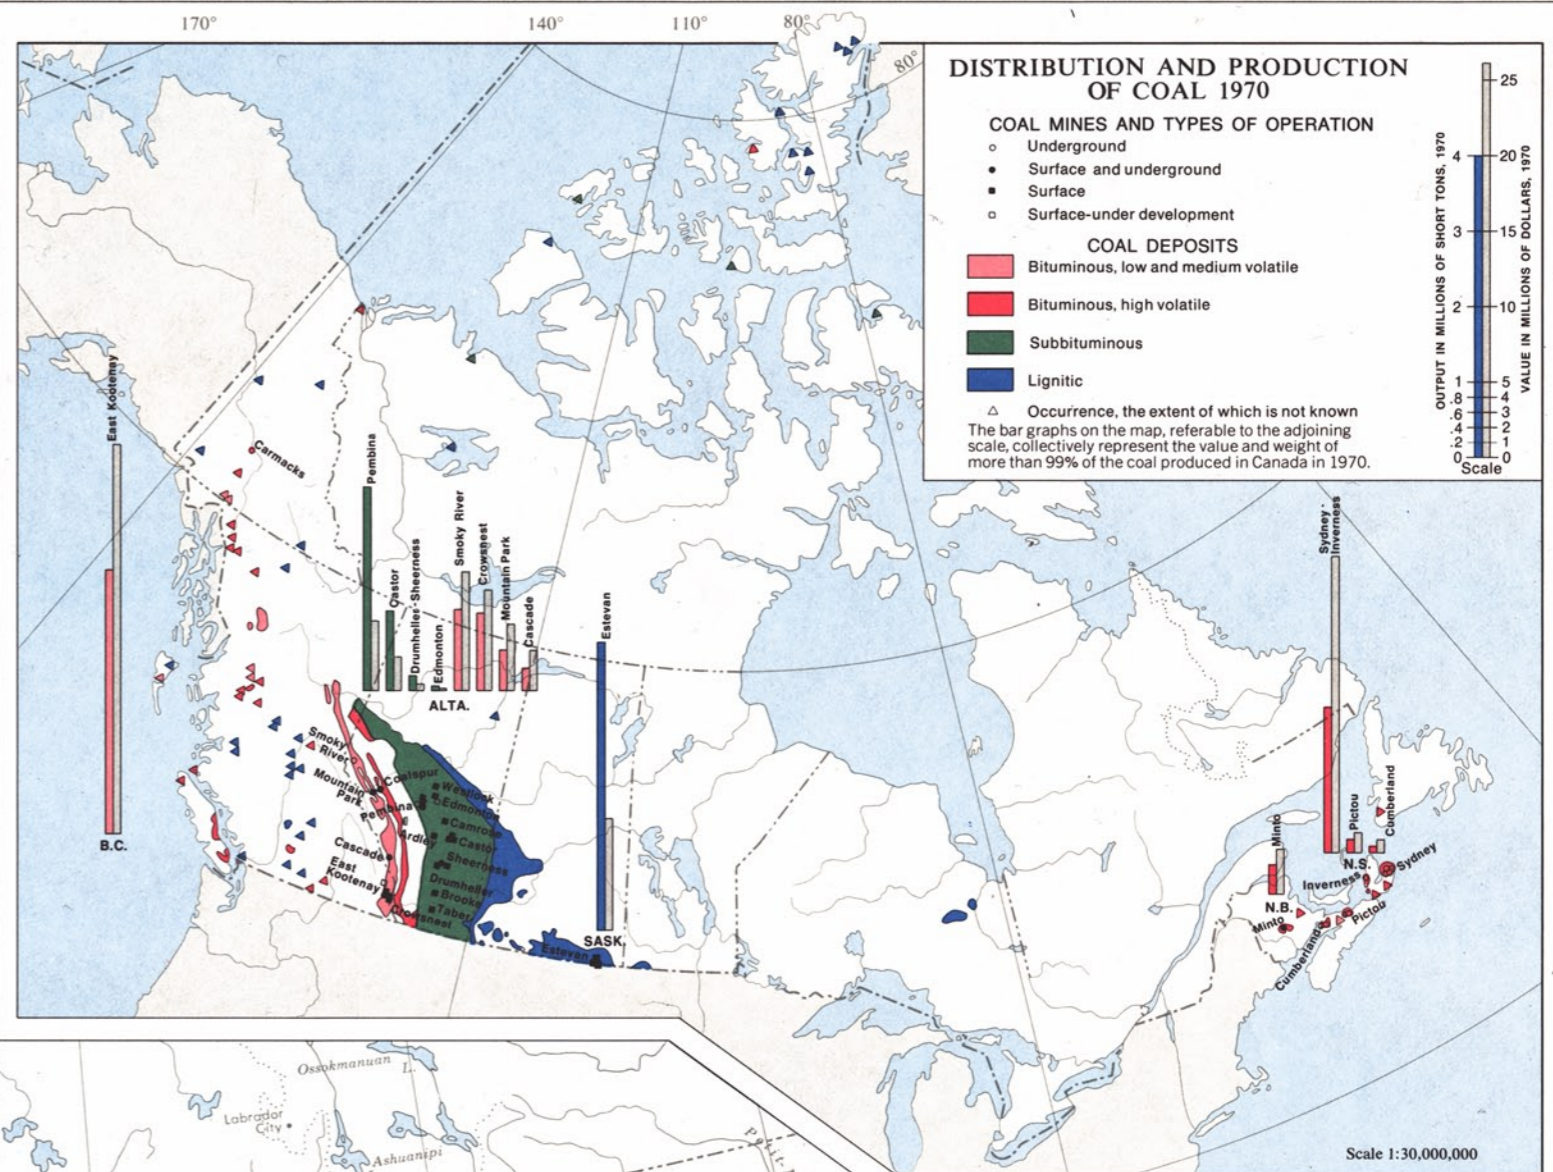 170°
140°
110°
80°
80°
DISTRIBUTION AND PRODUCTION
OF COAL 1970
COAL MINES AND TYPES OF OPERATION
Underground
Surface and underground
Surface
Surface-under development
COAL DEPOSITS
Bituminous, low and medium volatile
Bituminous, high volatile
Subbituminous
Lignitic
Occurrence, the extent of which is not known
The bar graphs on the map, referable to the adjoining
scale, collectively represent the value and weight of
more than 99% of the coal produced in Canada in 1970.
OUTPUT IN MILLIONS OF SHORT TONS, 1970
4
3
2
1
.8
.6
.4
.2
0
25
20
15
10
5
4
3
2
1
0
VALUE IN MILLIONS OF DOLLARS, 1970
Scale
East Kootenay
B.C.
Carmacks
Pembina
Castor
Drumheller-Sheerness
Edmonton
Smoky River
Crowsnest
Mountain Park
Cascade
ALTA.
Estevan
SASK.
Smoky
River
Mountain
Park
Coalspur
Pembina
Westlock
Edmonton
Camrose
Ardley
Castor
Cascade
Sheerness
East
Kootenay
Drumheller
Brooke
Taber
Crowsnest
Estevan
Sydney -
Inverness
Minto
N.B.
Pictou
Cumberland
N.S.
Sydney
Inverness
Pictou
Minto
Cumberland
Scale 1:30,000,000
Ossokmanuan
L.
Labrador
City
Ashuanipi
Petit-